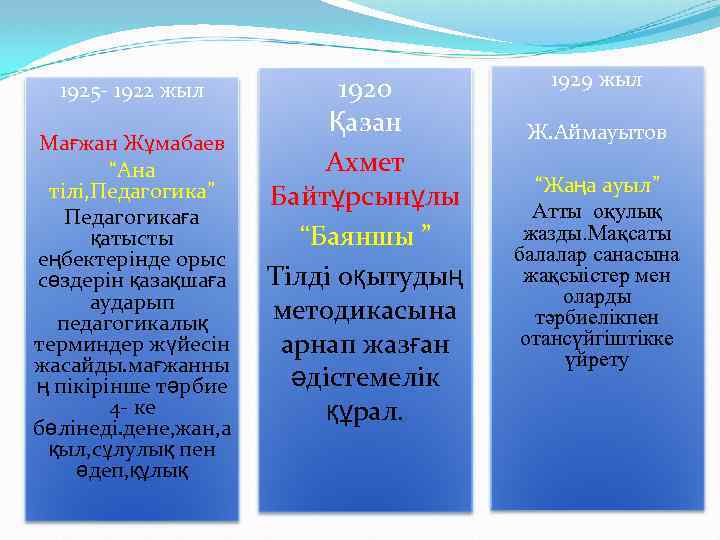 1925- 1922 жыл
Мағжан Жұмабаев
“Ана
тілі,Педагогика”
Педагогикаға
қатысты
еңбектерінде орыс
сөздерін қазақшаға
аударып
педагогикалық
терминдер жүйесін
жасайды.мағжанны
ң пікірінше тәрбие
4- ке
бөлінеді.дене,жан,а
қыл,сұлулық пен
әдеп,құлық
1920
Қазан
Ахмет
Байтұрсынұлы
“Баяншы ”
Тілді оқытудың
методикасына
арнап жазған
әдістемелік
құрал.
1929 жыл
Ж.Аймауытов
“Жаңа ауыл”
Атты оқулық
жазды.Мақсаты
балалар санасына
жақсыістер мен
оларды
тәрбиелікпен
отансүйгіштікке
үйрету